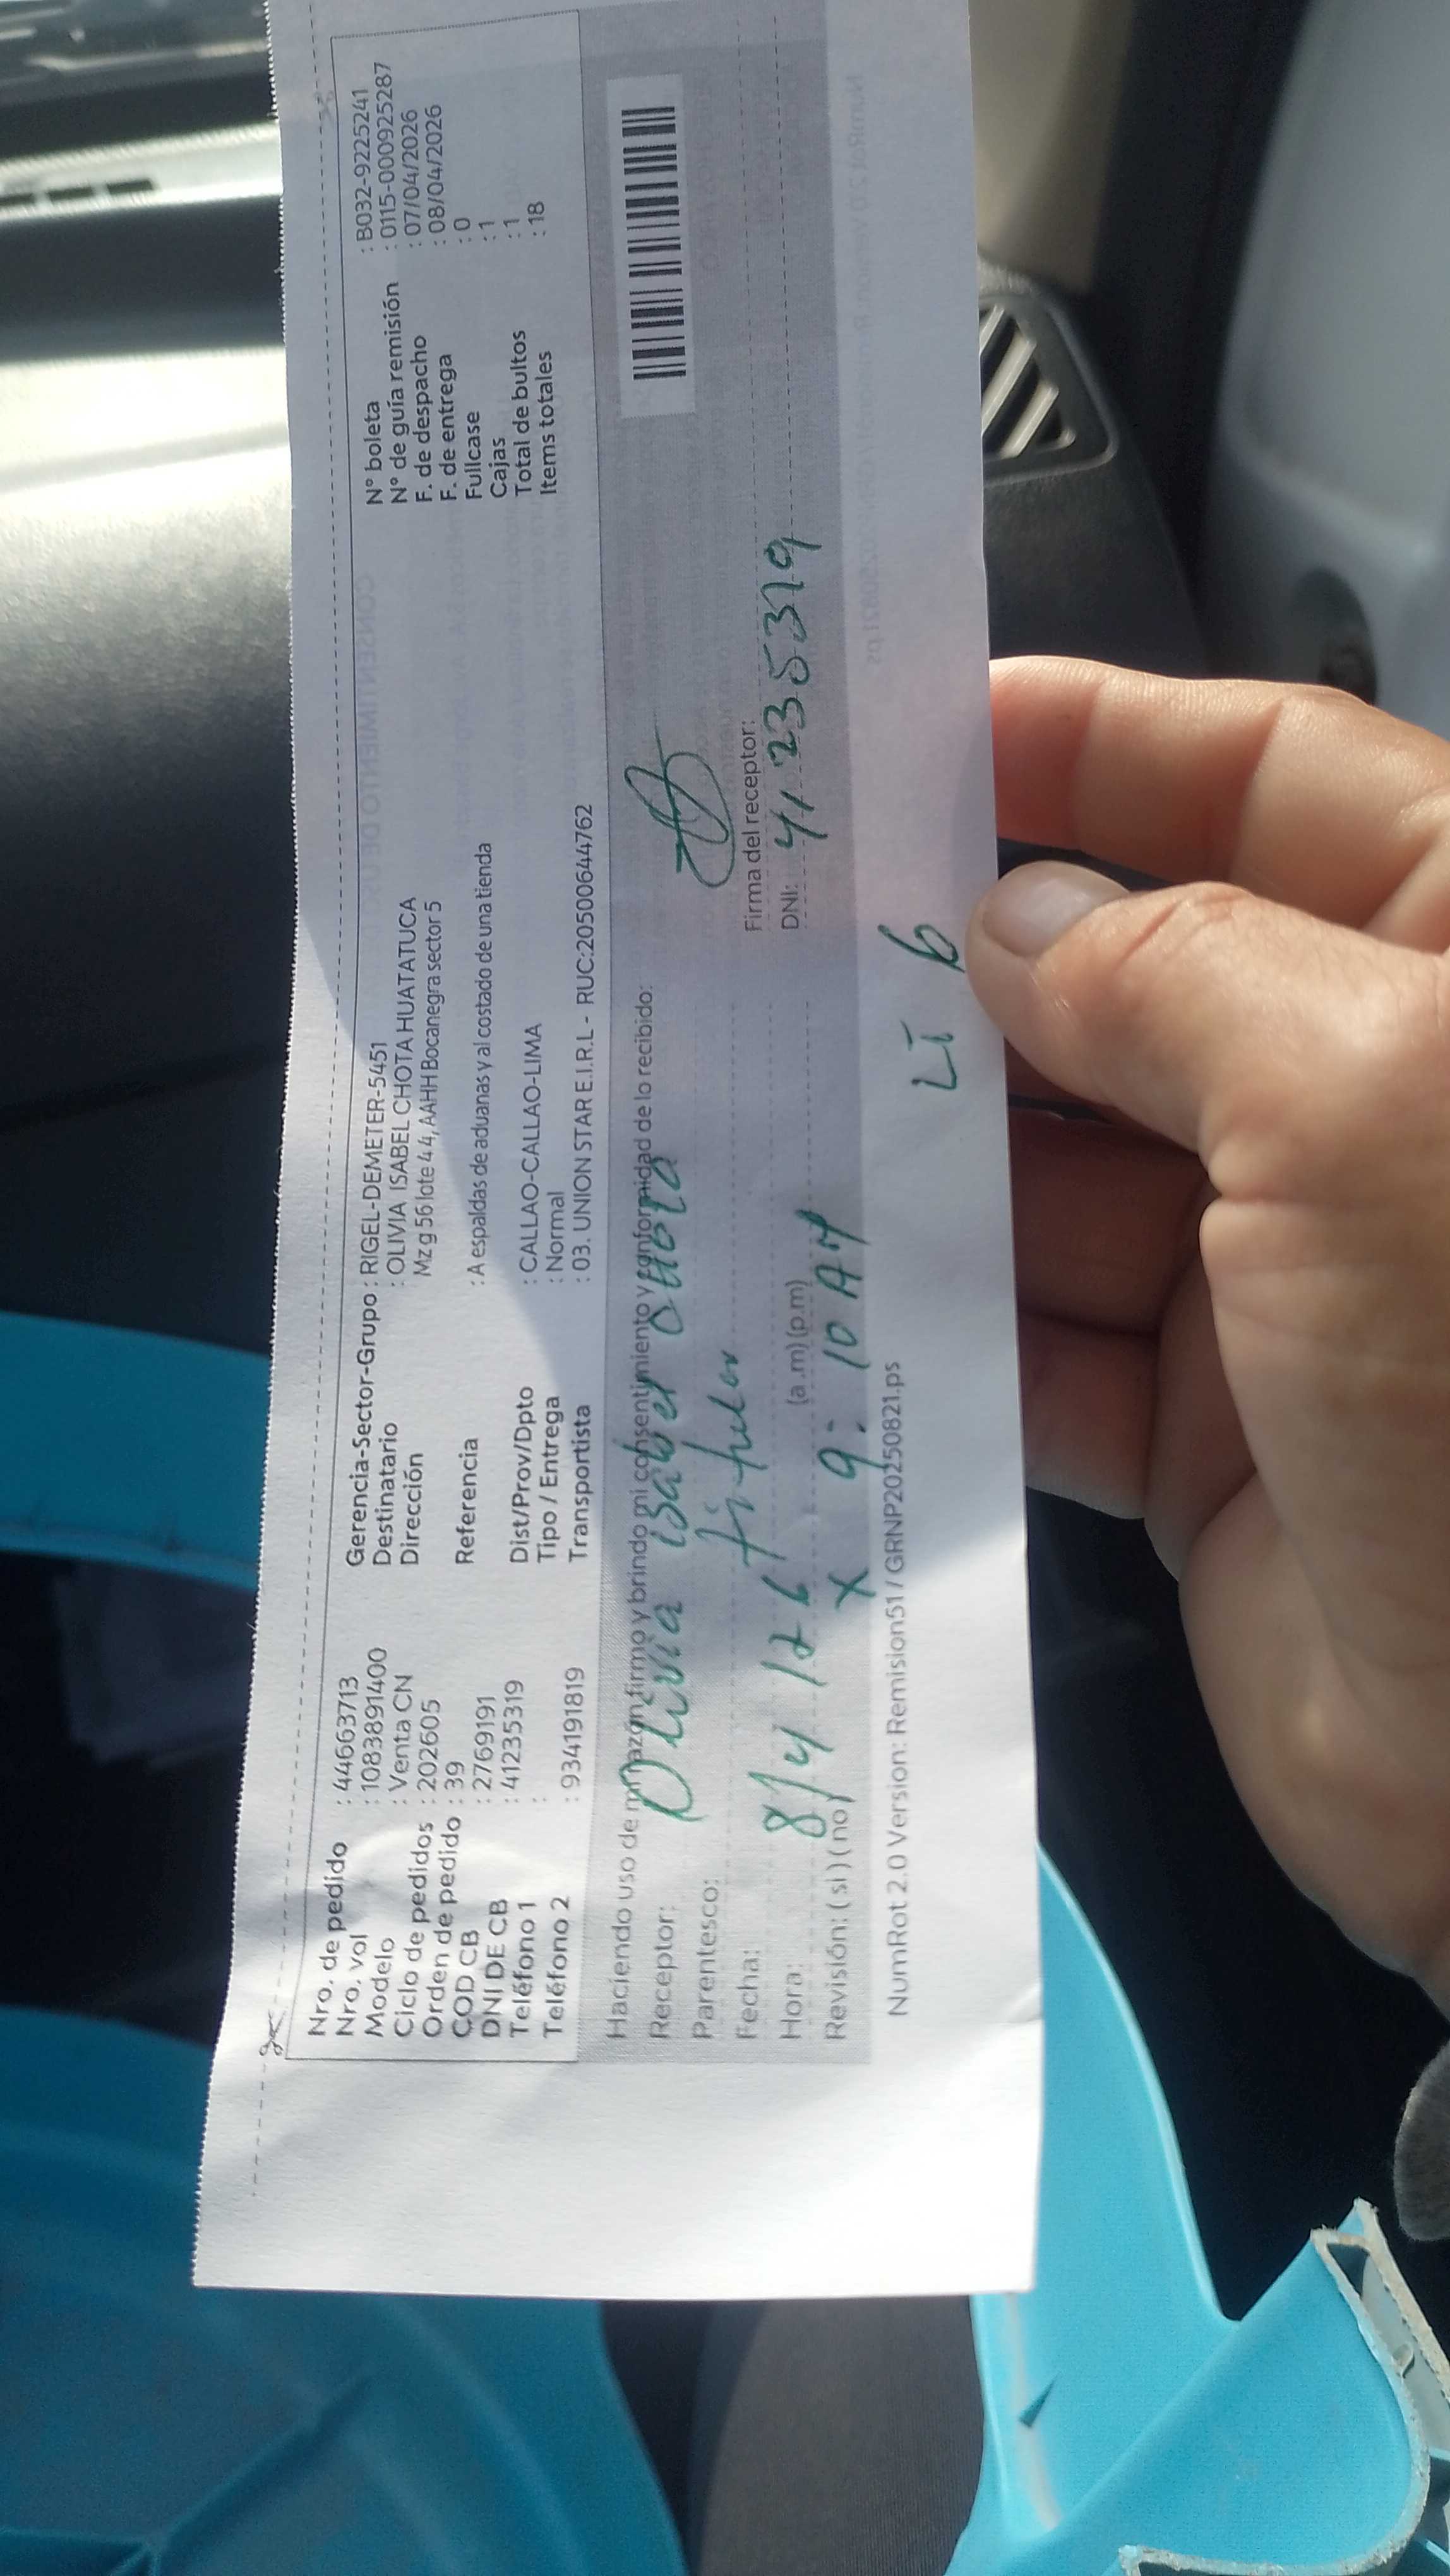 Nro. de pedido : 44663713
Nro. vol : 1083891400
Modelo : Venta CN
Ciclo de pedidos : 202605
Orden de pedido : 39
COD CB : 2769191
DNI DE CB : 41235319
Teléfono 1 :
Teléfono 2 : 934191819
Gerencia-Sector-Grupo : RIGEL-DEMETER-5451
Destinatario : OLIVIA ISABEL CHOTA HUATATUCA
Dirección Mz g 56 lote 4 4, AAHH Bocanegra sector 5
Referencia : A espaldas de aduanas y al costado de una tienda
Dist/Prov/Dpto : CALLAO-CALLAO-LIMA
Tipo / Entrega : Normal
Transportista : 03. UNION STAR E.I.R.L - RUC:20500644762
N° boleta : B032-9225241
N° de guía remisión : 0115-000925287
F. de despacho : 07/04/2026
F. de entrega : 08/04/2026
Fullcase : 0
Cajas : 1
Total de bultos : 1
Items totales : 18
Haciendo uso de mi razón firmo y brindo mi consentimiento y conformidad de lo recibido:
Receptor: Olivia isabel CHOTA
Parentesco: titular
Fecha: 8/4/26
Hora: 9:10 AM (a.m) (p.m)
Revisión: (si) (no) X
Firma del receptor:
DNI: 41235319
NumRot 2.0 Version: Remision51 / GRNP20250821.ps